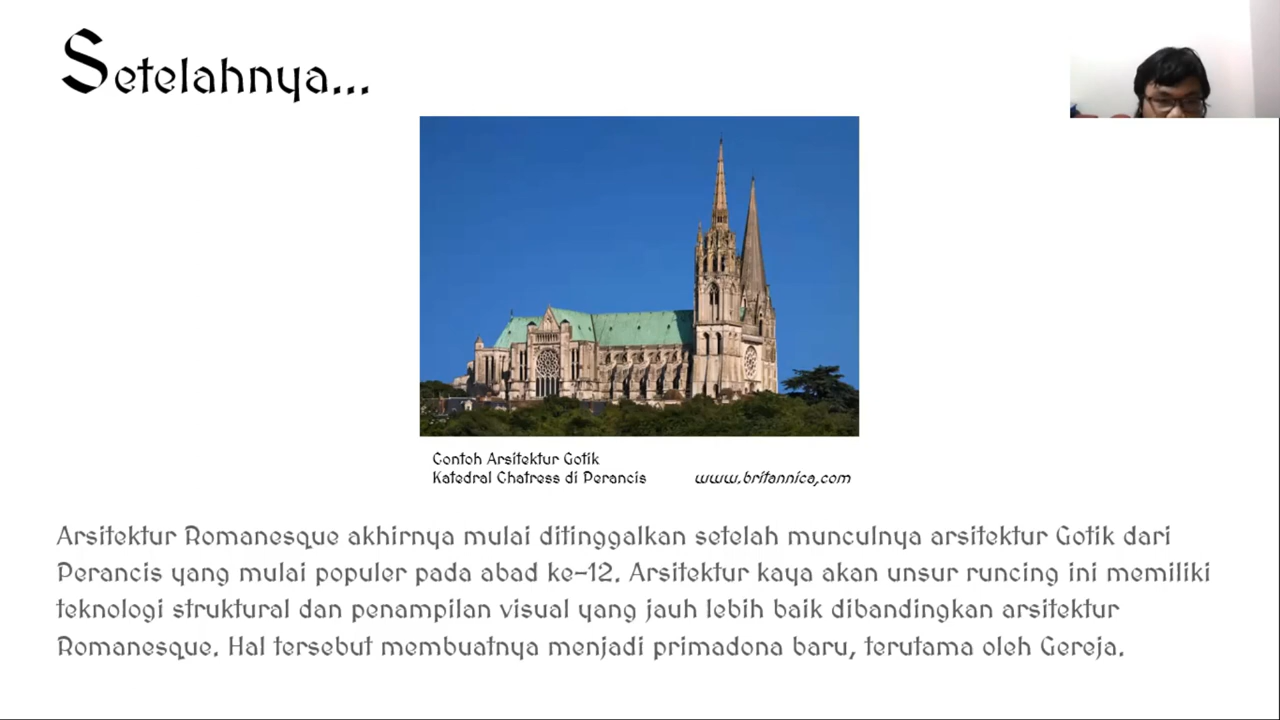 Setelahnya...
Contoh Arsitektur Gotik
Katedral Chatress di Perancis
www.britannica.com
Arsitektur Romanesque akhirnya mulai ditinggalkan setelah munculnya arsitektur Gotik dari
Perancis yang mulai populer pada abad ke-12. Arsitektur kaya akan unsur runcing ini memiliki
teknologi struktural dan penampilan visual yang jauh lebih baik dibandingkan arsitektur
Romanesque. Hal tersebut membuatnya menjadi primadona baru, terutama oleh Gereja.